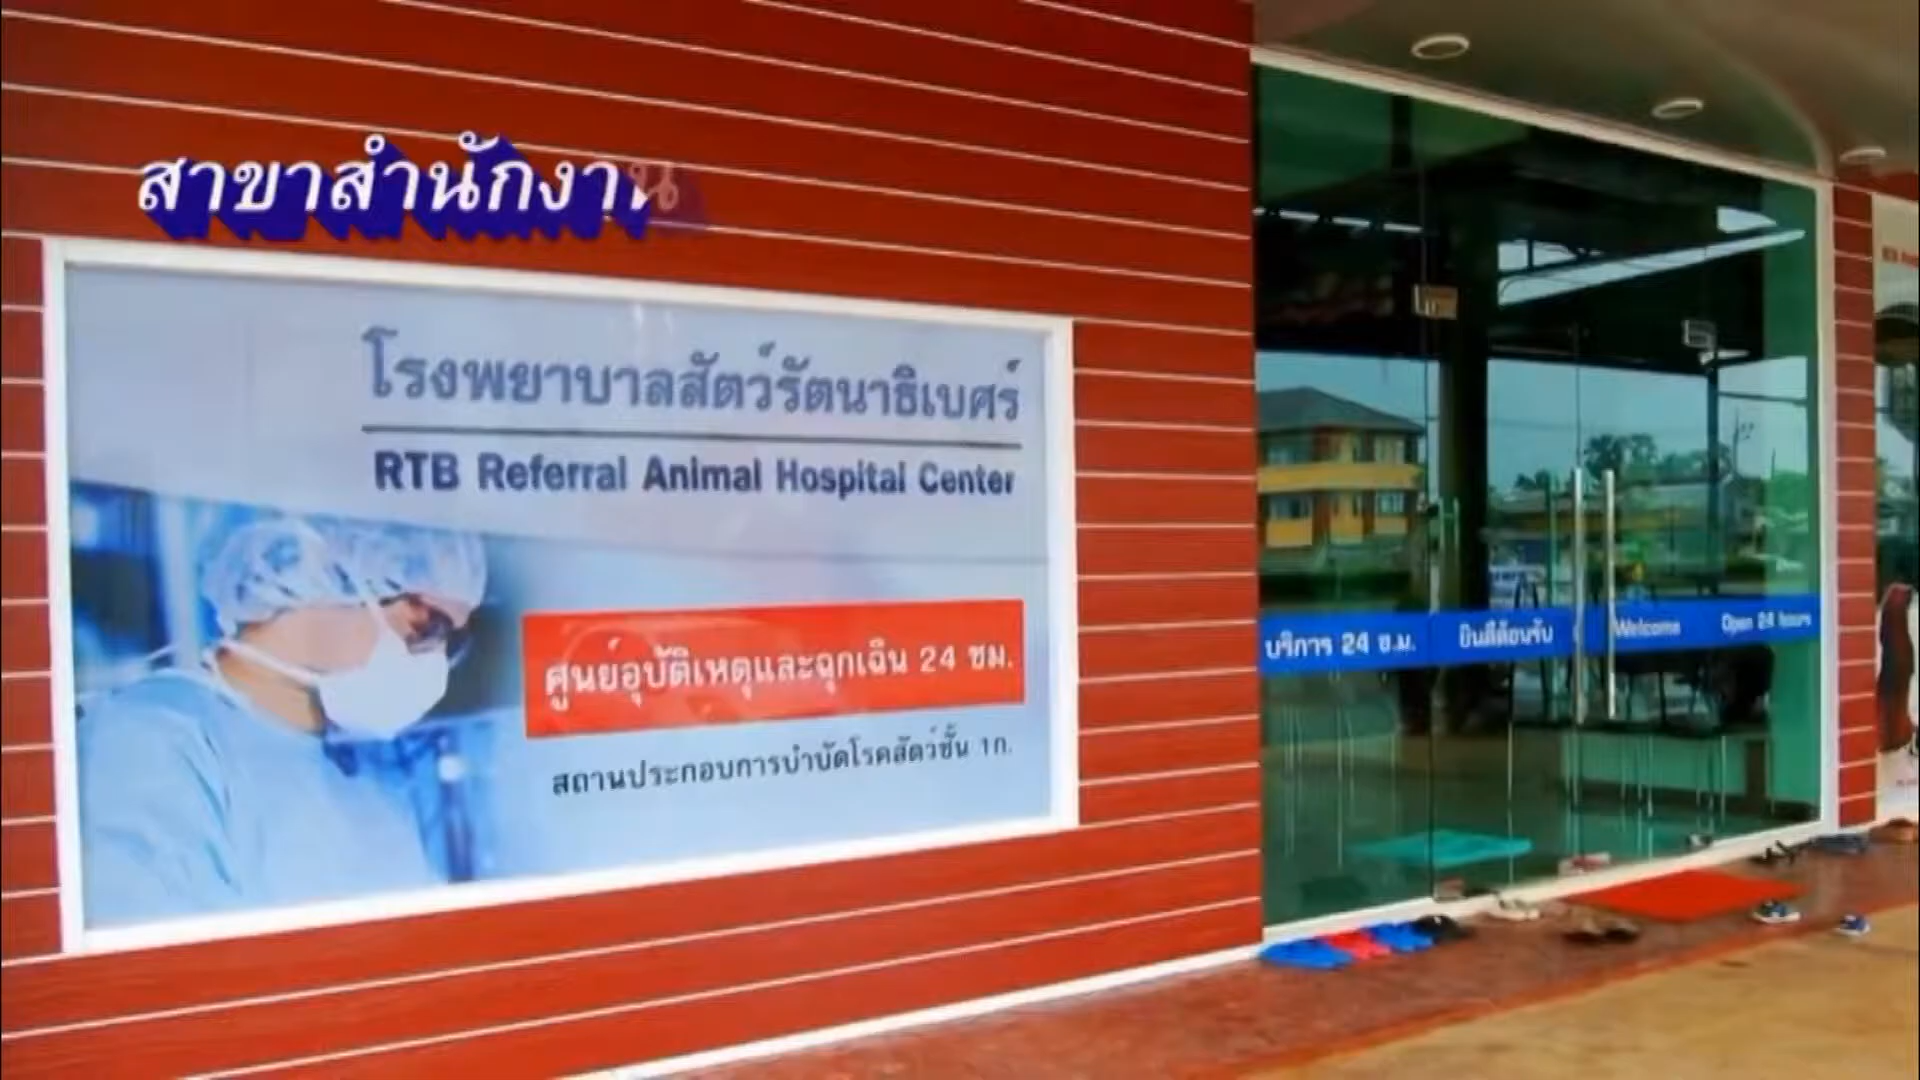 สาขาสำนักงาน
โรงพยาบาลสัตว์รัตนาธิเบศร์
RTB Referral Animal Hospital Center
ศูนย์อุบัติเหตุและฉุกเฉิน 24 ชม.
สถานประกอบการบำบัดโรคสัตว์ชั้น 1ก.
บริการ 24 ช.ม. ยินดีต้อนรับ Welcome Open 24 hours